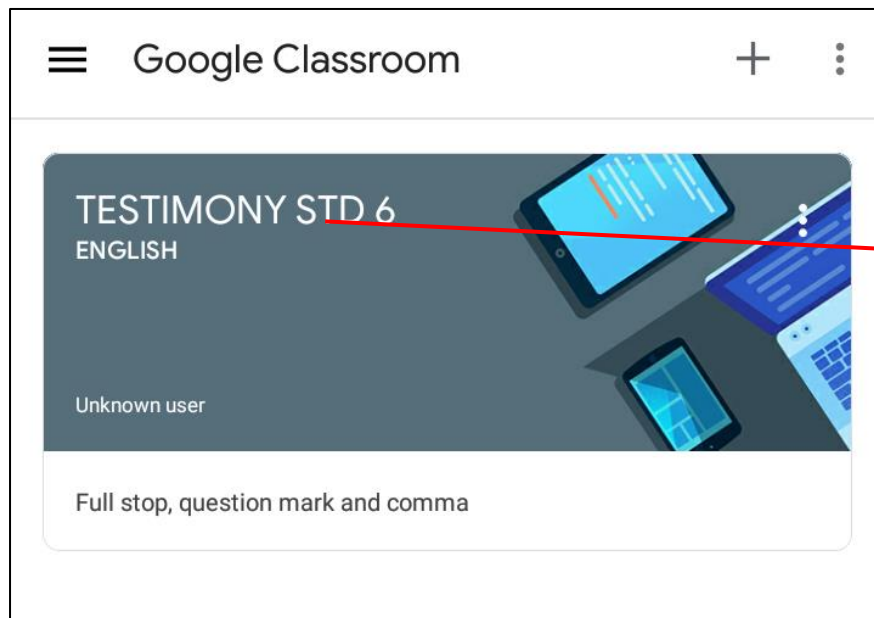 Google Classroom
TESTIMONY STD 6
ENGLISH
Unknown user
Full stop, question mark and comma